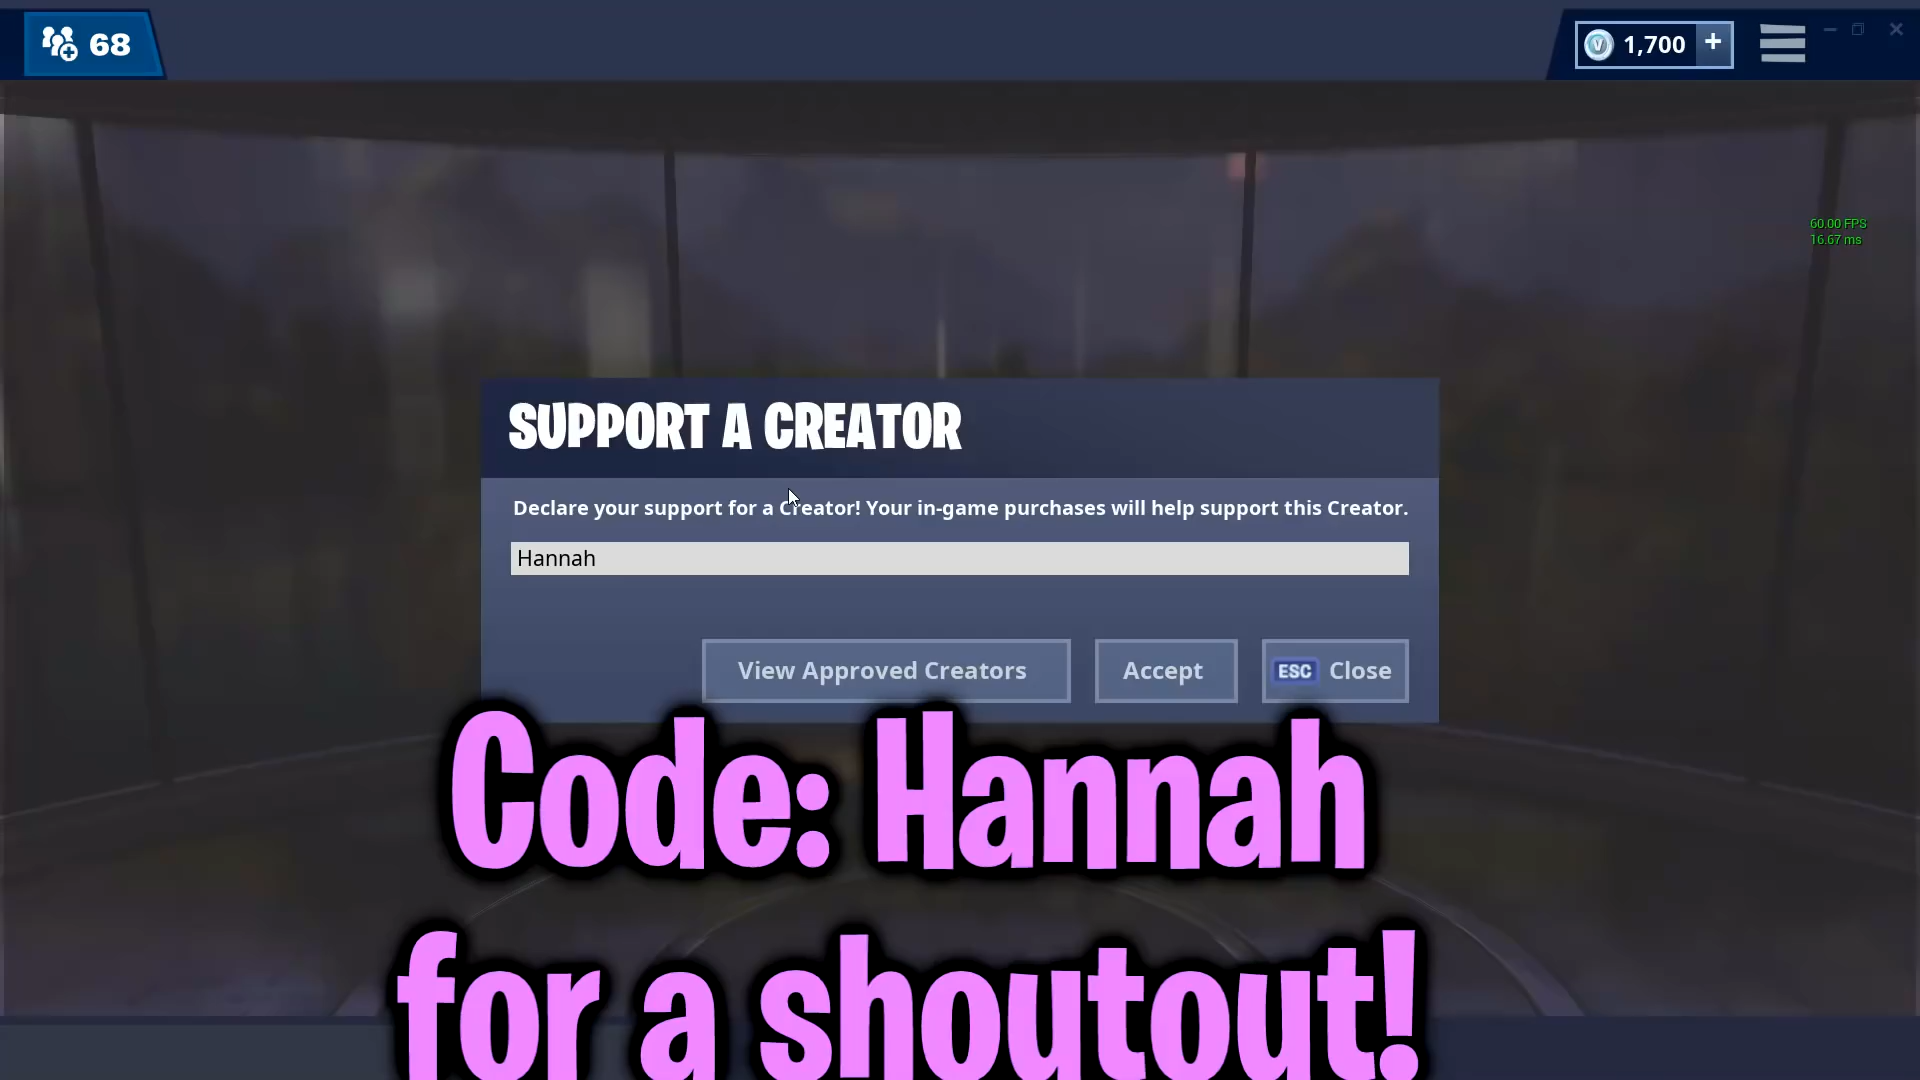 68
1,700 +
60.00 FPS
16.67 ms
SUPPORT A CREATOR
Declare your support for a Creator! Your in-game purchases will help support this Creator.
Hannah
View Approved Creators
Accept
ESC Close
Code: Hannah
for a shoutout!